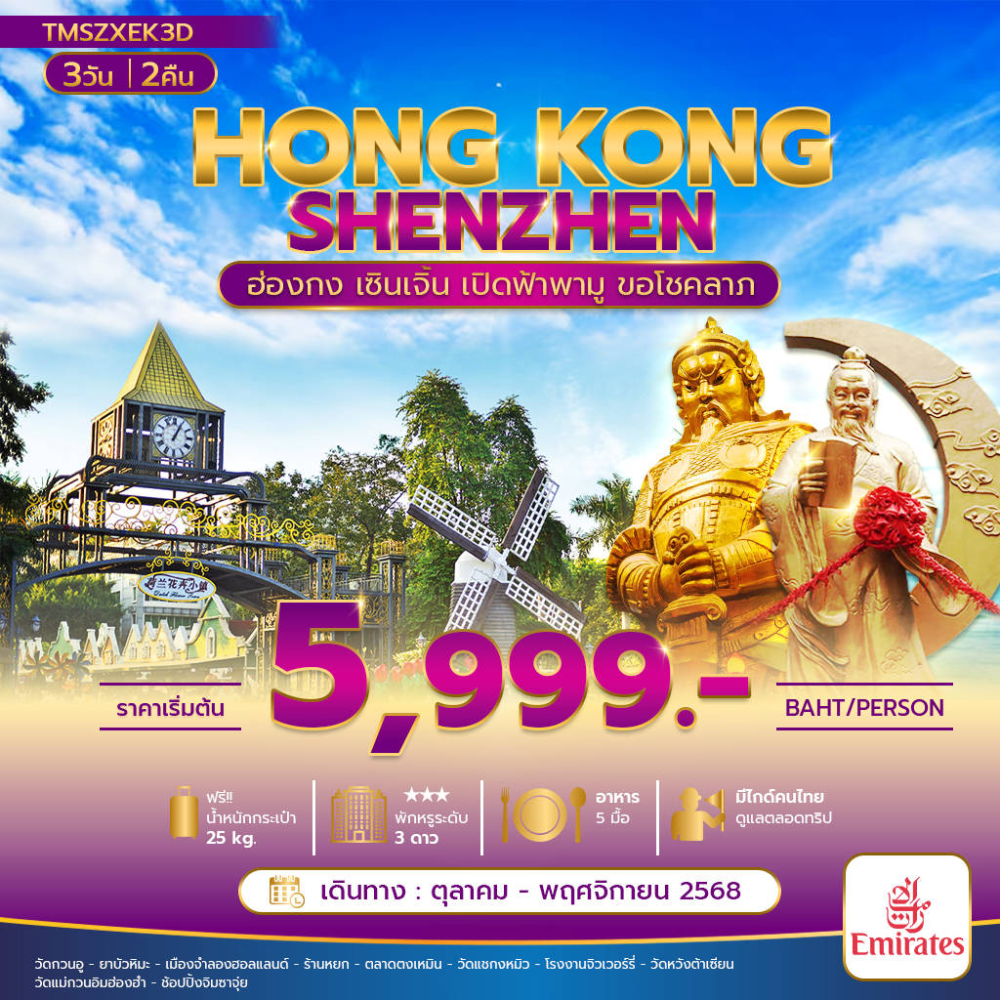 TMSZXEK3D
3วัน | 2คืน
HONG KONG
SHENZHEN
ฮ่องกง เซินเจิ้น เปิดฟ้าพามู ขอโชคลาภ
荷兰花卉小镇
Dutch Flower Town
ราคาเริ่มต้น
5,999.-
BAHT/PERSON
ฟรี!!
น้ำหนักกระเป๋า
25 kg.
พักหรูระดับ
3 ดาว
อาหาร
5 มื้อ
มีไกด์คนไทย
ดูแลตลอดทริป
เดินทาง : ตุลาคม - พฤศจิกายน 2568
Emirates
วัดกวนอู - ยาบัวหิมะ - เมืองจำลองฮอลแลนด์ - ร้านหยก - ตลาดตงเหมิน - วัดแชกงหมิว - โรงงานจิวเวอร์รี่ - วัดหวังต้าเซียน
วัดแม่กวนอิมฮ่องฮำ - ช้อปปิ้งจิมซาจุ่ย